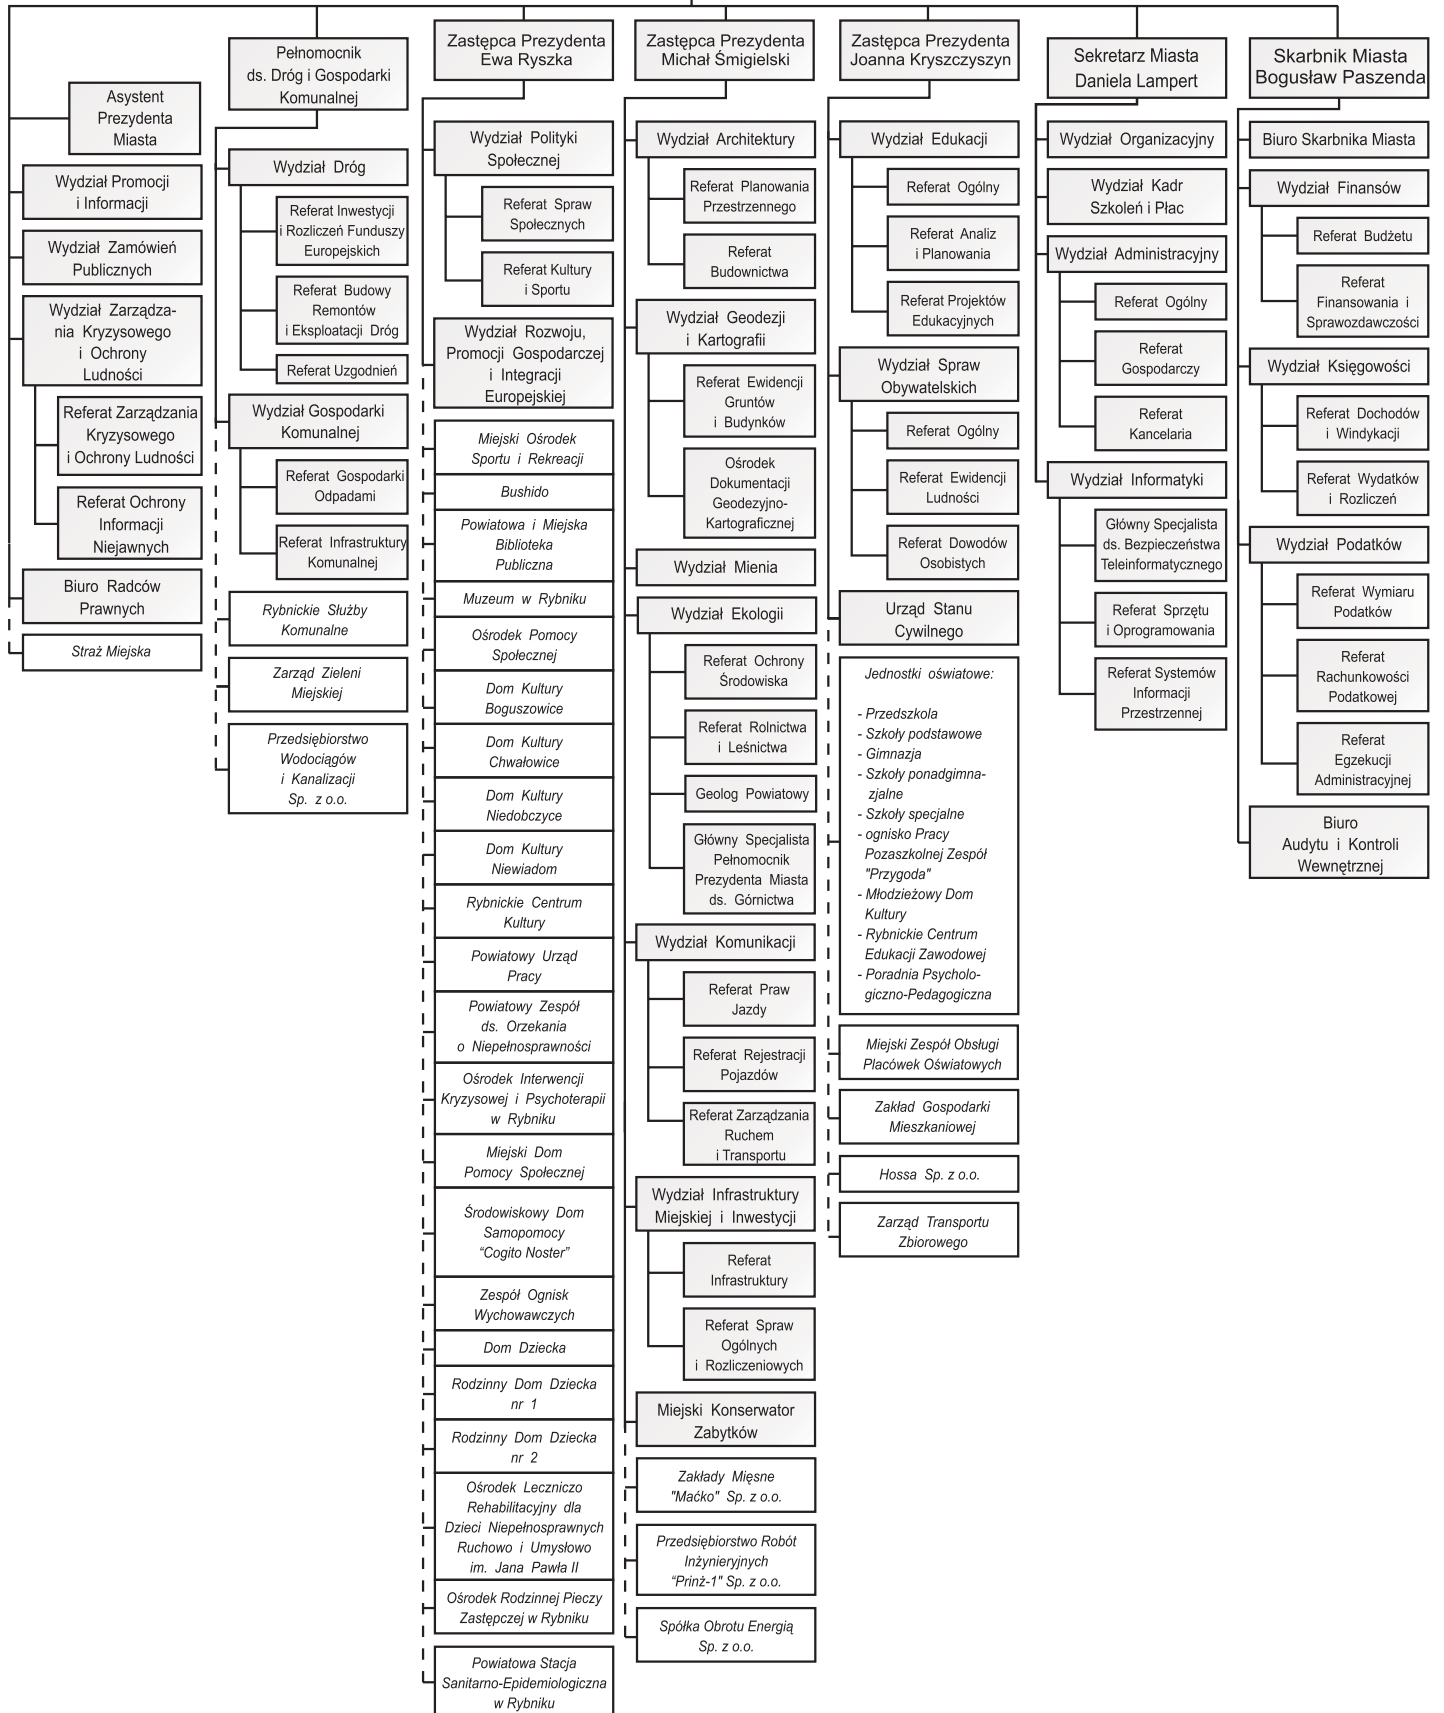 Asystent
Prezydenta
Miasta
Wydział Promocji
i Informacji
Wydział Zamówień
Publicznych
Wydział Zarządza-
nia Kryzysowego
i Ochrony
Ludności
Referat Zarządzania
Kryzysowego
i Ochrony Ludności
Referat Ochrony
Informacji
Niejawnych
Biuro Radców
Prawnych
Straż Miejska
Pełnomocnik
ds. Dróg i Gospodarki
Komunalnej
Wydział Dróg
Referat Inwestycji
i Rozliczeń Funduszy
Europejskich
Referat Budowy
Remontów
i Eksploatacji Dróg
Referat Uzgodnień
Wydział Gospodarki
Komunalnej
Referat Gospodarki
Odpadami
Referat Infrastruktury
Komunalnej
Rybnickie Służby
Komunalne
Zarząd Zieleni
Miejskiej
Przedsiębiorstwo
Wodociągów
i Kanalizacji
Sp. z o.o.
Zastępca Prezydenta
Ewa Ryszka
Wydział Polityki
Społecznej
Referat Spraw
Społecznych
Referat Kultury
i Sportu
Wydział Rozwoju,
Promocji Gospodarczej
i Integracji
Europejskiej
Miejski Ośrodek
Sportu i Rekreacji
Bushido
Powiatowa i Miejska
Biblioteka
Publiczna
Muzeum w Rybniku
Ośrodek Pomocy
Społecznej
Dom Kultury
Boguszowice
Dom Kultury
Chwałowice
Dom Kultury
Niedobczyce
Dom Kultury
Niewiadom
Rybnickie Centrum
Kultury
Powiatowy Urząd
Pracy
Powiatowy Zespół
ds. Orzekania
o Niepełnosprawności
Ośrodek Interwencji
Kryzysowej i Psychoterapii
w Rybniku
Miejski Dom
Pomocy Społecznej
Środowiskowy Dom
Samopomocy
“Cogito Noster”
Zespół Ognisk
Wychowawczych
Dom Dziecka
Rodzinny Dom Dziecka
nr 1
Rodzinny Dom Dziecka
nr 2
Ośrodek Leczniczo
Rehabilitacyjny dla
Dzieci Niepełnosprawnych
Ruchowo i Umysłowo
im. Jana Pawła II
Ośrodek Rodzinnej Pieczy
Zastępczej w Rybniku
Powiatowa Stacja
Sanitarno-Epidemiologiczna
w Rybniku
Zastępca Prezydenta
Michał Śmigielski
Wydział Architektury
Referat Planowania
Przestrzennego
Referat
Budownictwa
Wydział Geodezji
i Kartografii
Referat Ewidencji
Gruntów
i Budynków
Ośrodek
Dokumentacji
Geodezyjno-
Kartograficznej
Wydział Mienia
Wydział Ekologii
Referat Ochrony
Środowiska
Referat Rolnictwa
i Leśnictwa
Geolog Powiatowy
Główny Specjalista
Pełnomocnik
Prezydenta Miasta
ds. Górnictwa
Wydział Komunikacji
Referat Praw
Jazdy
Referat Rejestracji
Pojazdów
Referat Zarządzania
Ruchem
i Transportu
Wydział Infrastruktury
Miejskiej i Inwestycji
Referat
Infrastruktury
Referat Spraw
Ogólnych
i Rozliczeniowych
Miejski Konserwator
Zabytków
Zakłady Mięsne
"Maćko" Sp. z o.o.
Przedsiębiorstwo Robót
Inżynieryjnych
“Prinż-1" Sp. z o.o.
Spółka Obrotu Energią
Sp. z o.o.
Zastępca Prezydenta
Joanna Kryszczyszyn
Wydział Edukacji
Referat Ogólny
Referat Analiz
i Planowania
Referat Projektów
Edukacyjnych
Wydział Spraw
Obywatelskich
Referat Ogólny
Referat Ewidencji
Ludności
Referat Dowodów
Osobistych
Urząd Stanu
Cywilnego
Jednostki oświatowe:
- Przedszkola
- Szkoły podstawowe
- Gimnazja
- Szkoły ponadgimna-
zjalne
- Szkoły specjalne
- ognisko Pracy
Pozaszkolnej Zespół
"Przygoda"
- Młodzieżowy Dom
Kultury
- Rybnickie Centrum
Edukacji Zawodowej
- Poradnia Psycholo-
giczno-Pedagogiczna
Miejski Zespół Obsługi
Placówek Oświatowych
Zakład Gospodarki
Mieszkaniowej
Hossa Sp. z o.o.
Zarząd Transportu
Zbiorowego
Sekretarz Miasta
Daniela Lampert
Wydział Organizacyjny
Wydział Kadr
Szkoleń i Płac
Wydział Administracyjny
Referat Ogólny
Referat
Gospodarczy
Referat
Kancelaria
Wydział Informatyki
Główny Specjalista
ds. Bezpieczeństwa
Teleinformatycznego
Referat Sprzętu
i Oprogramowania
Referat Systemów
Informacji
Przestrzennej
Skarbnik Miasta
Bogusław Paszenda
Biuro Skarbnika Miasta
Wydział Finansów
Referat Budżetu
Referat
Finansowania i
Sprawozdawczości
Wydział Księgowości
Referat Dochodów
i Windykacji
Referat Wydatków
i Rozliczeń
Wydział Podatków
Referat Wymiaru
Podatków
Referat
Rachunkowości
Podatkowej
Referat
Egzekucji
Administracyjnej
Biuro
Audytu i Kontroli
Wewnętrznej